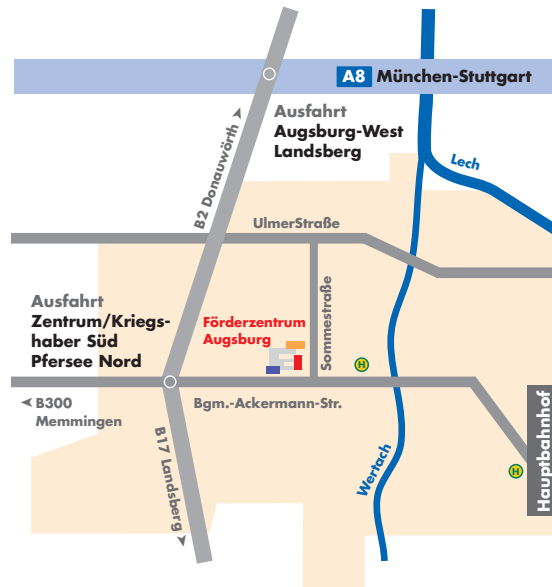 A8 München-Stuttgart
Ausfahrt
Augsburg-West
Landsberg
B2 Donauwörth
Lech
UlmerStraße
Ausfahrt
Zentrum/Kriegs-
haber Süd
Pfersee Nord
Förderzentrum
Augsburg
Sommestraße
H
B300
Memmingen
Bgm.-Ackermann-Str.
B17 Landsberg
Wertach
H
Hauptbahnhof